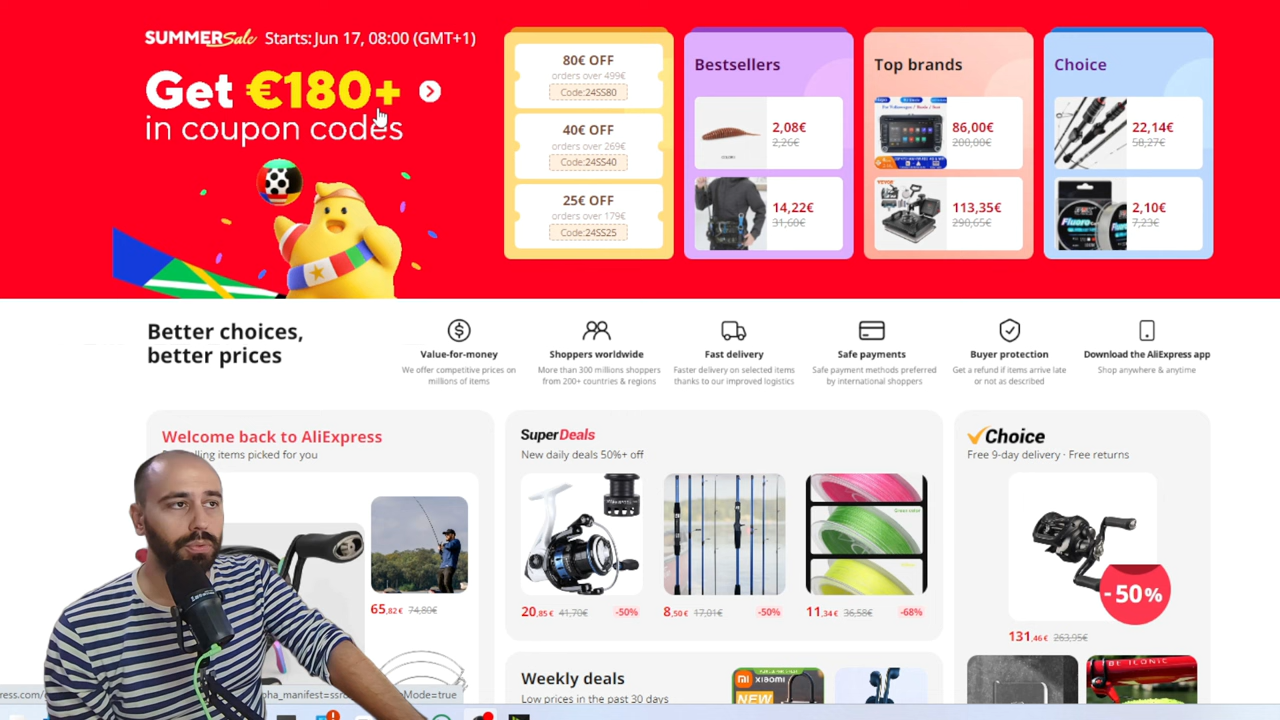 SUMMER Sale Starts: Jun 17, 08:00 (GMT+1)
Get €180+
in coupon codes
80€ OFF
orders over 499€
Code:24SS80
40€ OFF
orders over 269€
Code:24SS40
25€ OFF
orders over 179€
Code:24SS25
Bestsellers
2,08€
2,26€
14,22€
31,60€
Top brands
86,00€
200,00€
113,35€
290,65€
Choice
22,14€
58,27€
2,10€
7,23€
Better choices,
better prices
Value-for-money
We offer competitive prices on
millions of items
Shoppers worldwide
More than 300 millions shoppers
from 200+ countries & regions
Fast delivery
Faster delivery on selected items
thanks to our improved logistics
Safe payments
Safe payment methods preferred
by international shoppers
Buyer protection
Get a refund if items arrive late
or not as described
Download the AliExpress app
Shop anywhere & anytime
Welcome back to AliExpress
items picked for you
65,82€ 74,80€
SuperDeals
New daily deals 50%+ off
20,85€ 41,70€ -50%
8,50€ 17,01€ -50%
11,34€ 36,58€ -68%
Choice
Free 9-day delivery · Free returns
-50%
131,46€ 263,95€
Weekly deals
Low prices in the past 30 days
xiaomi
NEW
BE ICONIC